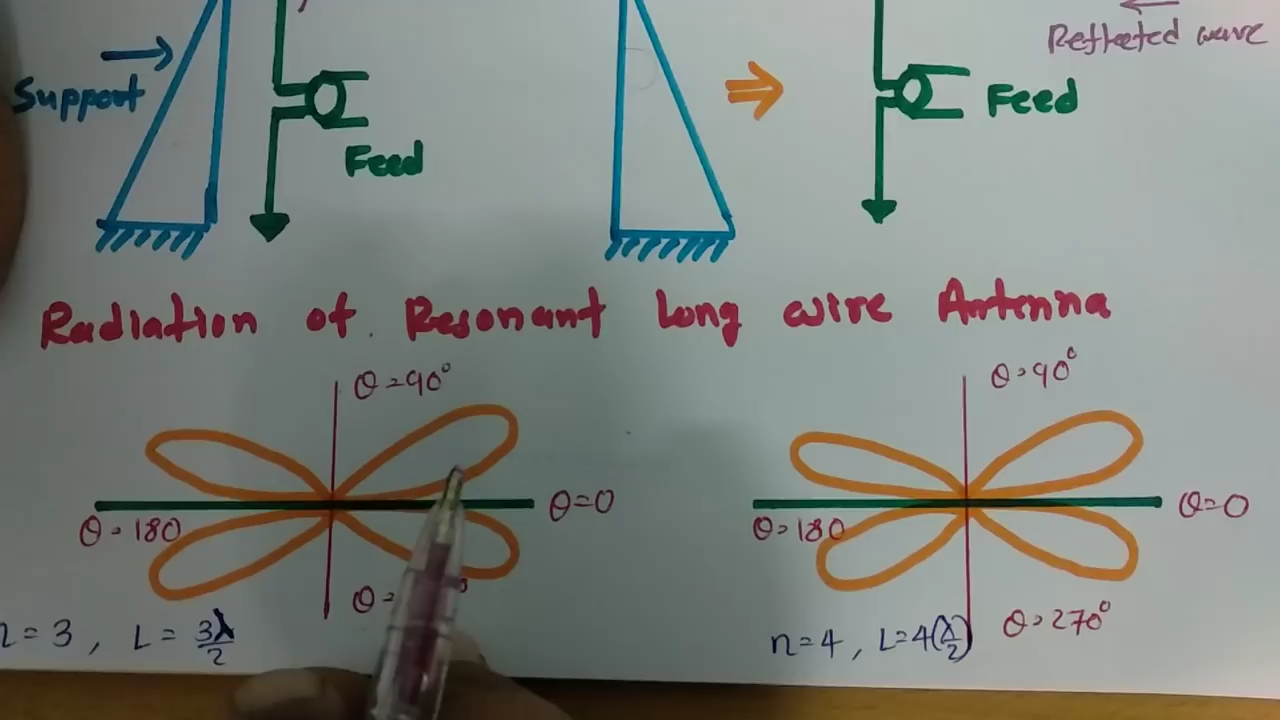 Reflected wave
Support
Feed
Feed
Radiation of Resonant Long wire Antenna
θ=90°
θ=90°
θ=0
θ=0
θ=180
θ=180
θ=270°
n=3, L=3λ/2
n=4, L=4(λ/2)